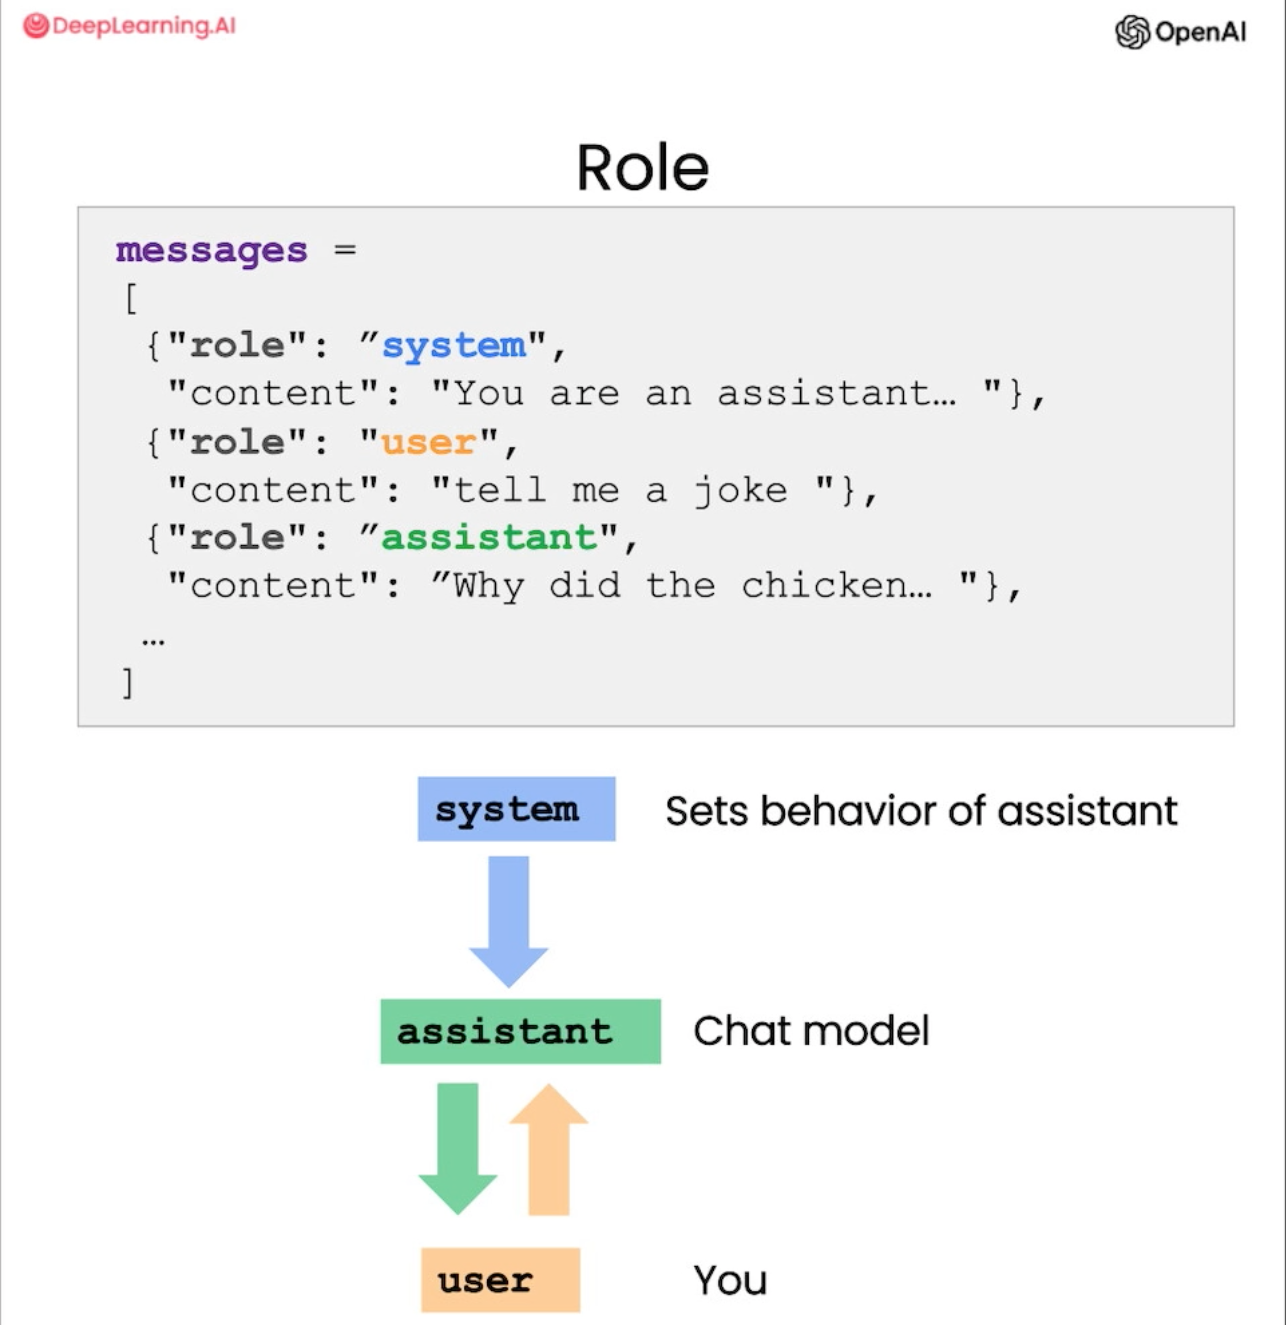 DeepLearning.AI
OpenAI
Role
messages =
[
{"role": ”system",
"content": "You are an assistant… "},
{"role": "user",
"content": "tell me a joke "},
{"role": ”assistant",
"content": ”Why did the chicken… "},
…
]
system Sets behavior of assistant
assistant Chat model
user You